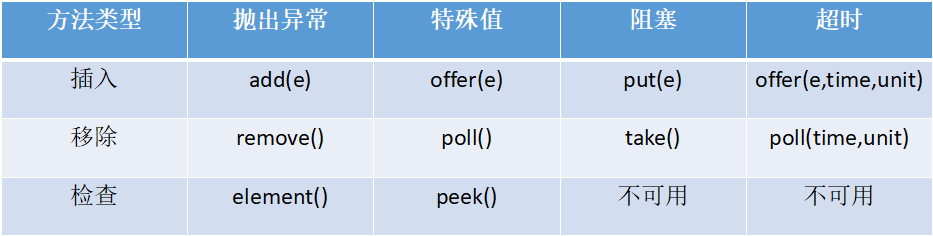 方法类型 抛出异常 特殊值 阻塞 超时
插入 add(e) offer(e) put(e) offer(e,time,unit)
移除 remove() poll() take() poll(time,unit)
检查 element() peek() 不可用 不可用